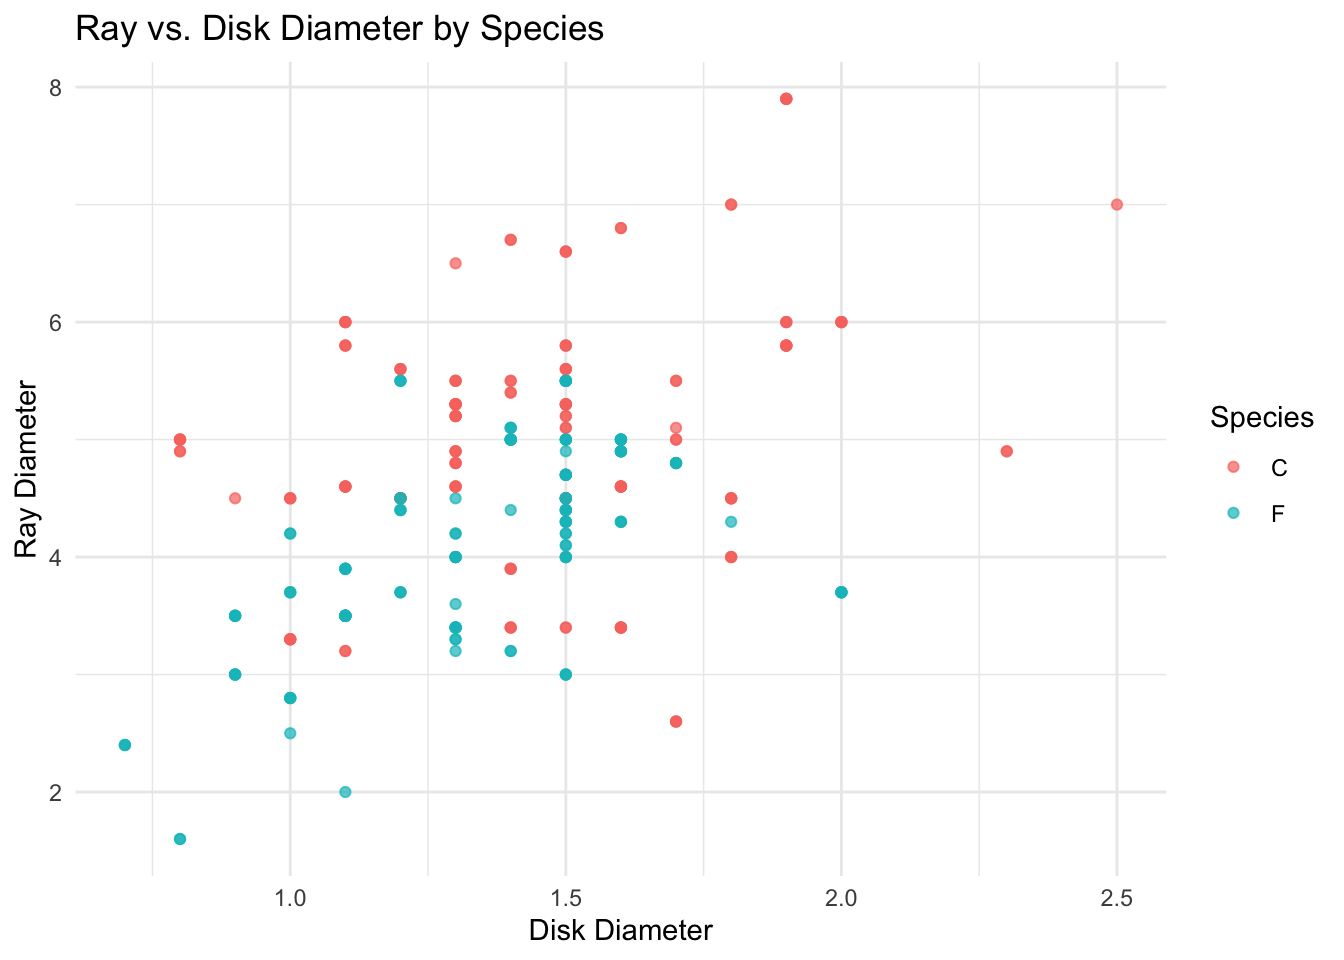 Ray vs. Disk Diameter by Species
8
6
4
2
Ray Diameter
1.0 1.5 2.0 2.5
Disk Diameter
Species
C
F